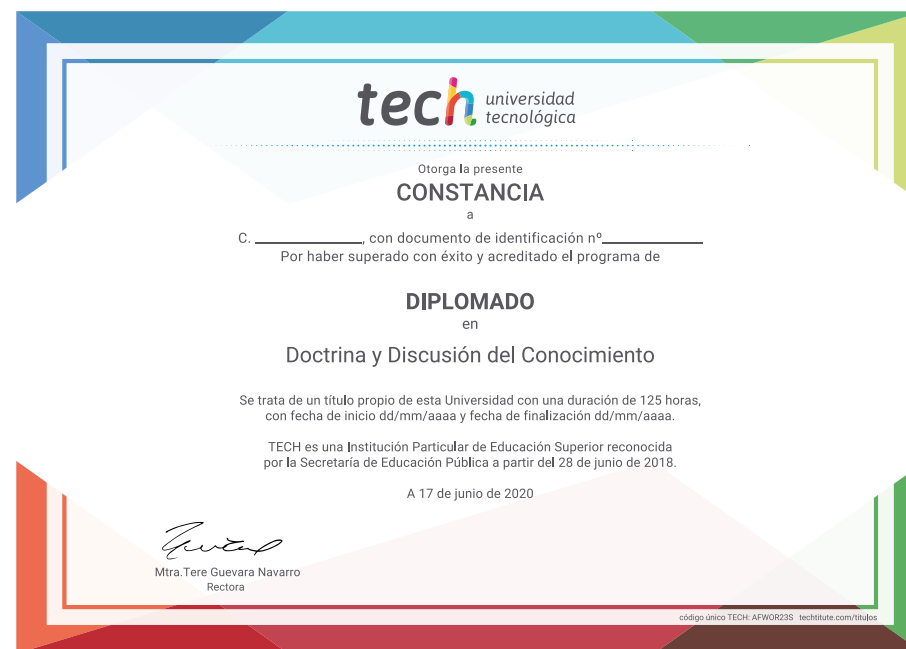 tech universidad
tecnológica
Otorga la presente
CONSTANCIA
a
C. ____________, con documento de identificación nº____________
Por haber superado con éxito y acreditado el programa de
DIPLOMADO
en
Doctrina y Discusión del Conocimiento
Se trata de un título propio de esta Universidad con una duración de 125 horas,
con fecha de inicio dd/mm/aaaa y fecha de finalización dd/mm/aaaa.
TECH es una Institución Particular de Educación Superior reconocida
por la Secretaría de Educación Pública a partir del 28 de junio de 2018.
A 17 de junio de 2020
Mtra.Tere Guevara Navarro
Rectora
código único TECH: AFWOR23S techtitute.com/titulos